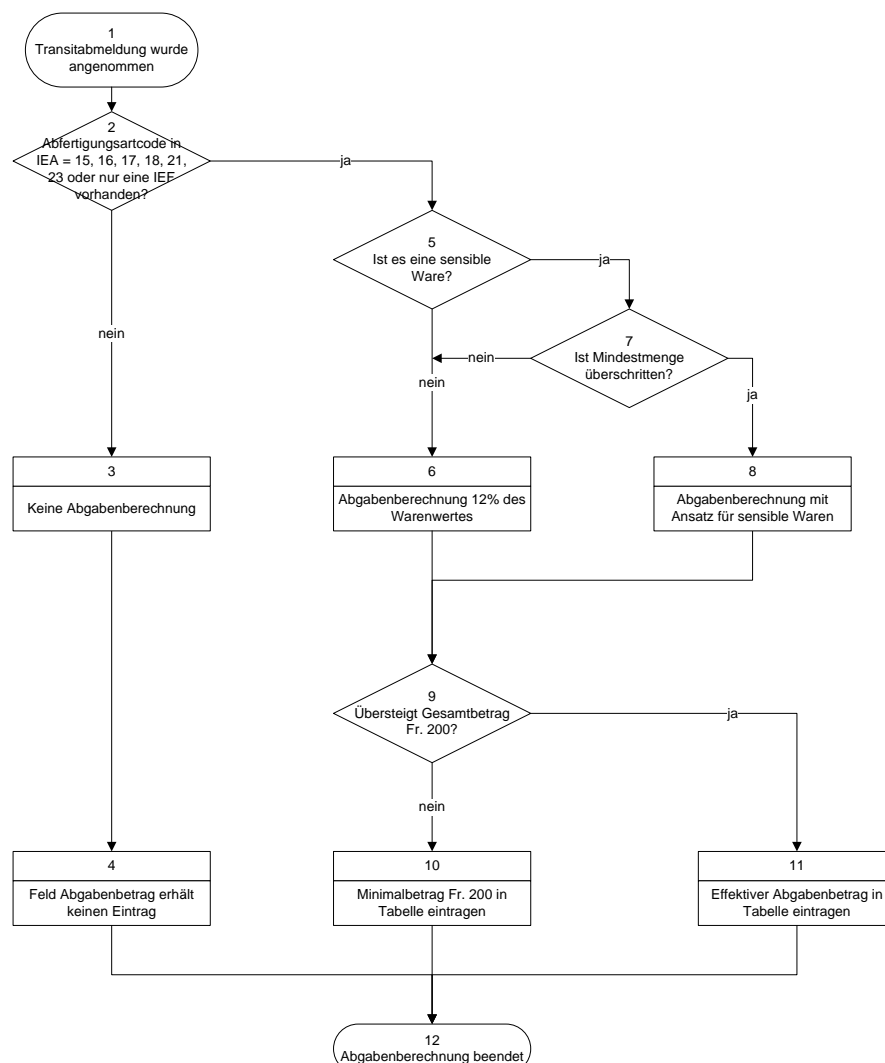 1
Transitabmeldung wurde
angenommen
2
Abfertigungsartcode in
IEA = 15, 16, 17, 18, 21,
23 oder nur eine IEF
vorhanden?
ja
5
Ist es eine sensible
Ware?
ja
nein
7
Ist Mindestmenge
überschritten?
nein
nein
ja
3
Keine Abgabenberechnung
6
Abgabenberechnung 12% des
Warenwertes
8
Abgabenberechnung mit
Ansatz für sensible Waren
9
Übersteigt Gesamtbetrag
Fr. 200?
ja
nein
4
Feld Abgabenbetrag erhält
keinen Eintrag
10
Minimalbetrag Fr. 200 in
Tabelle eintragen
11
Effektiver Abgabenbetrag in
Tabelle eintragen
12
Abgabenberechnung beendet